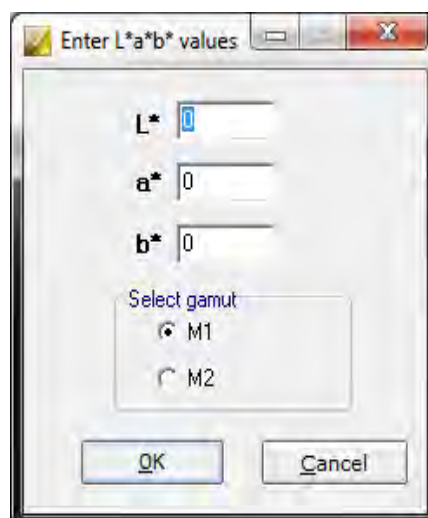 Enter L*a*b* values
L* 0
a* 0
b* 0
Select gamut
M1
M2
OK Cancel